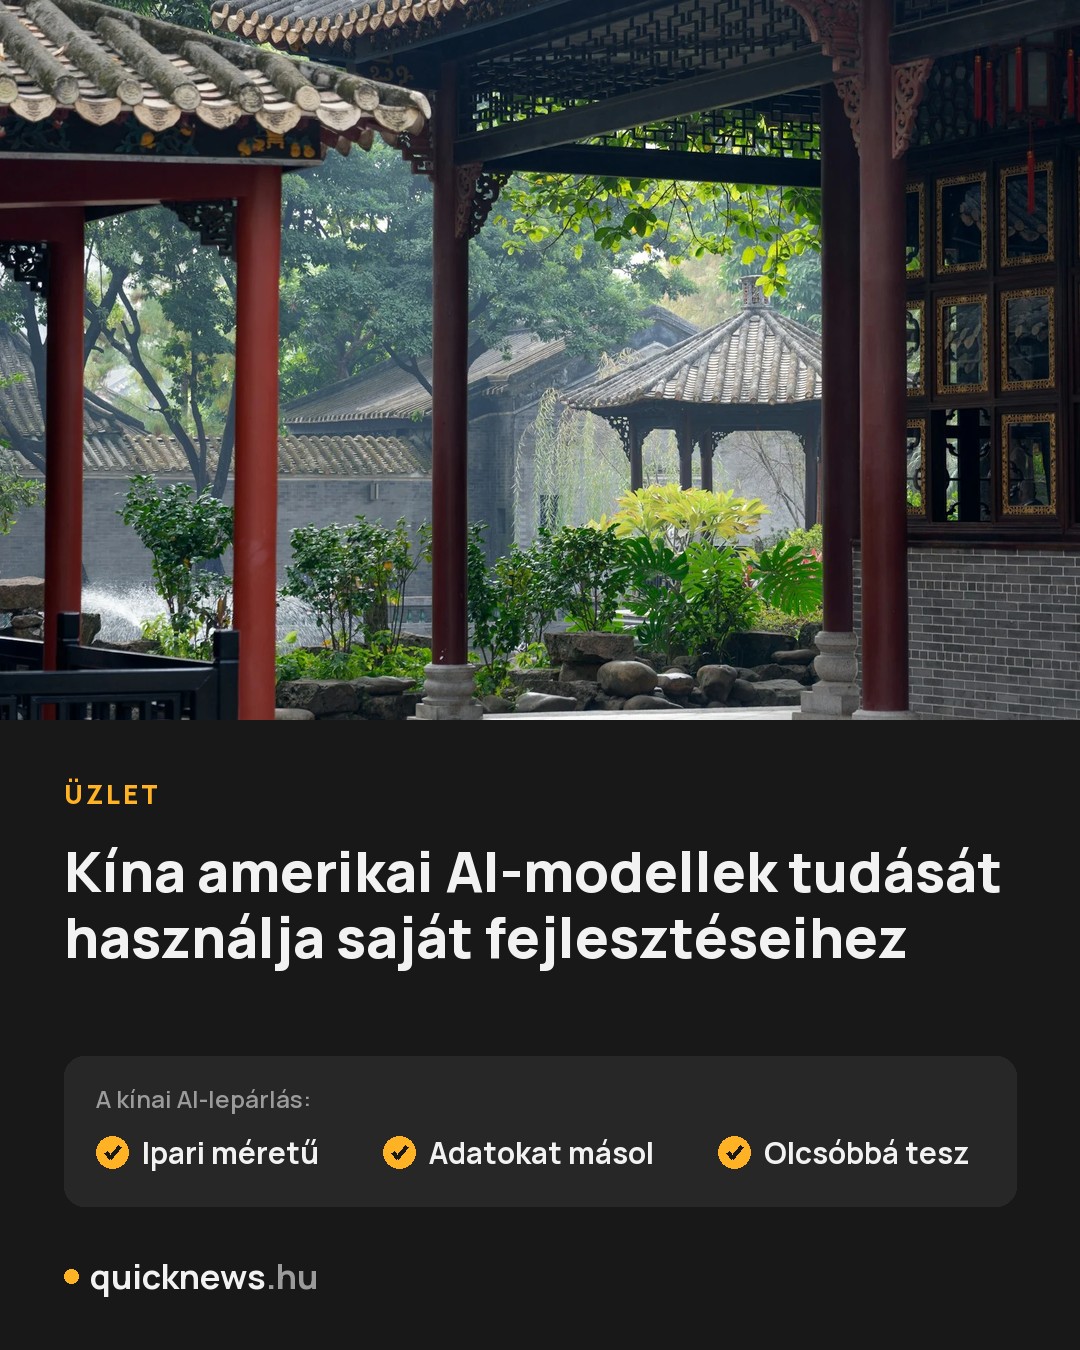 ÜZLET
Kína amerikai AI-modellek tudását
használja saját fejlesztéseihez
A kínai AI-lepárlás:
Ipari méretű
Adatokat másol
Olcsóbbá tesz
quicknews.hu